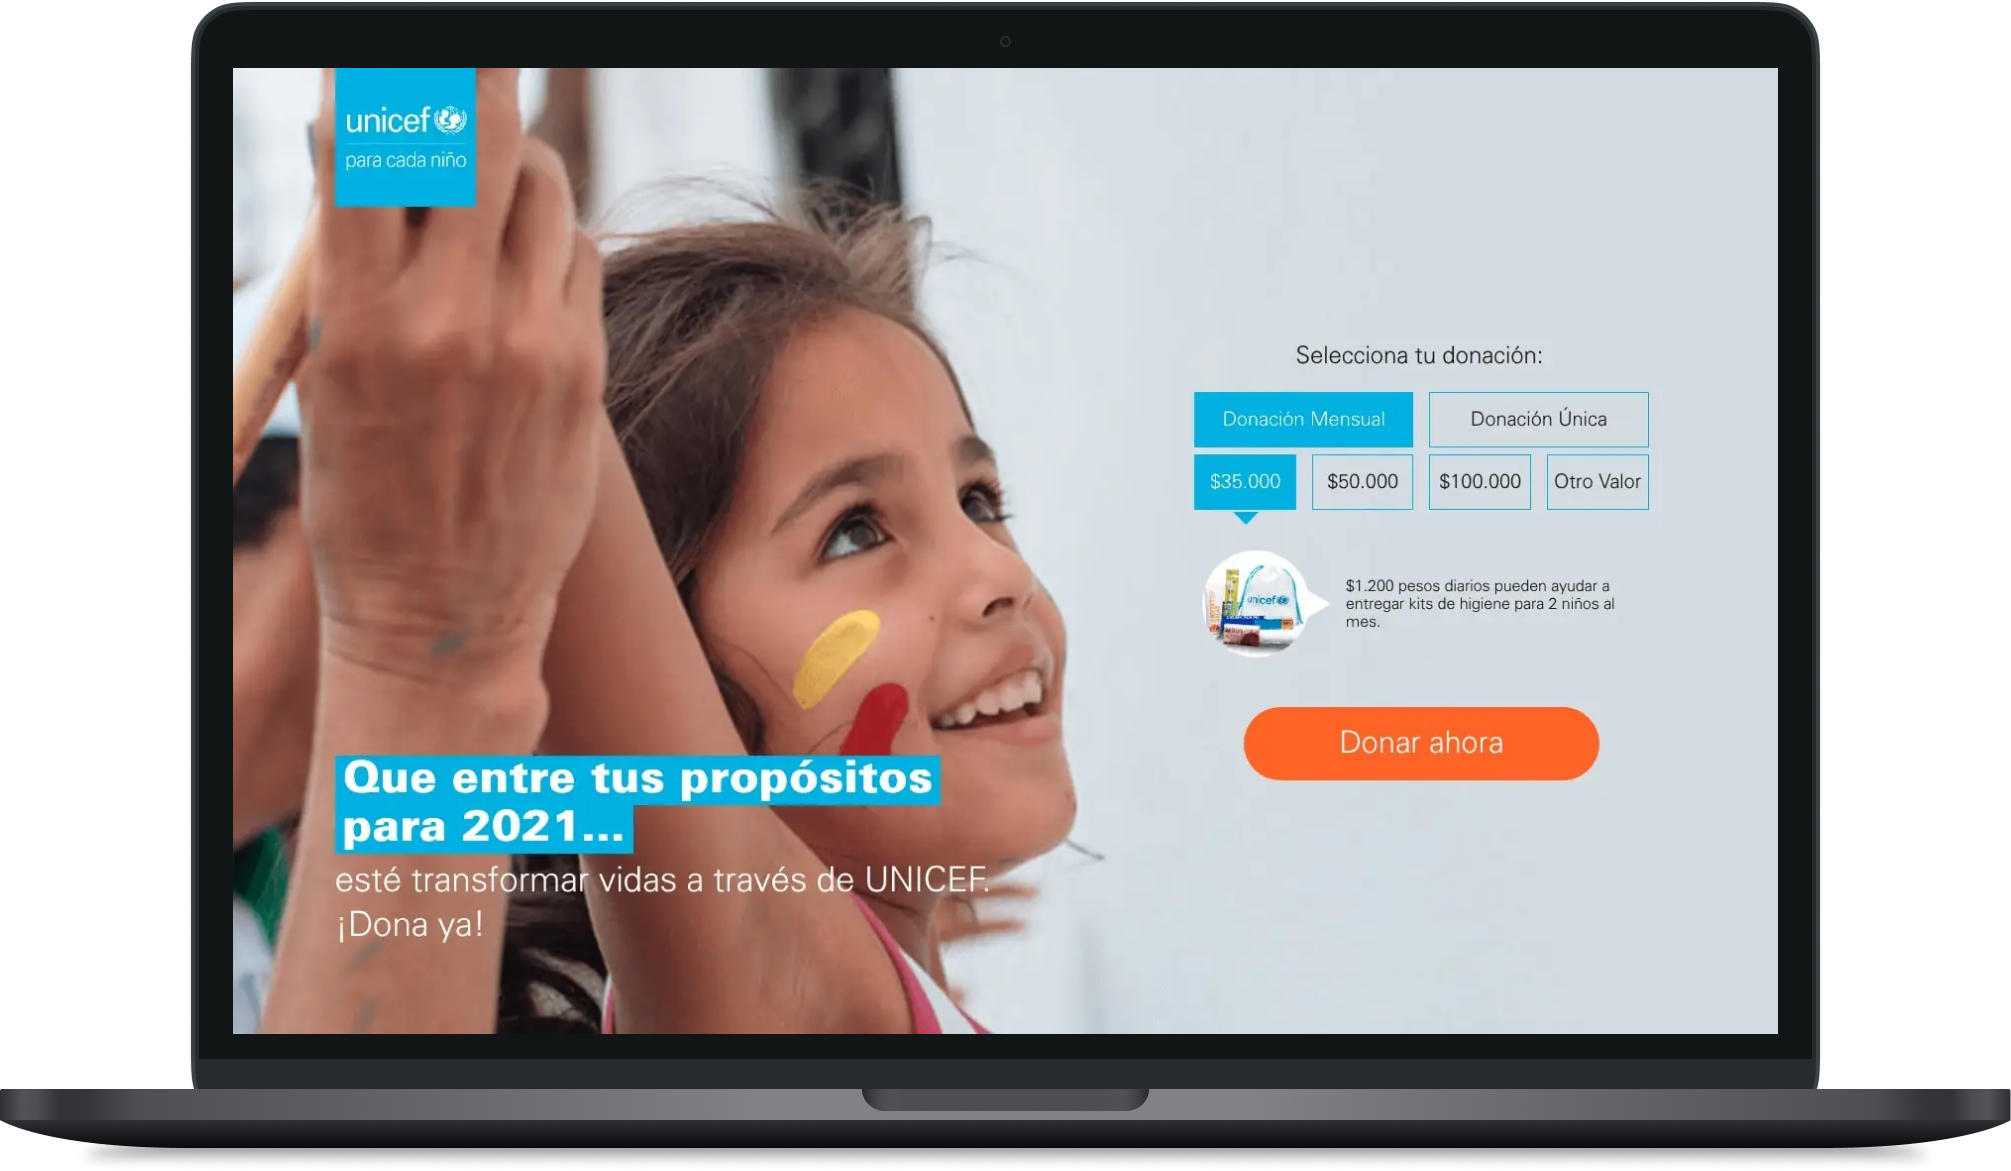 unicef
para cada niño
Selecciona tu donación:
Donación Mensual
Donación Única
$35.000
$50.000
$100.000
Otro Valor
unicef
$1.200 pesos diarios pueden ayudar a
entregar kits de higiene para 2 niños al
mes.
Donar ahora
Que entre tus propósitos
para 2021...
esté transformar vidas a través de UNICEF.
¡Dona ya!